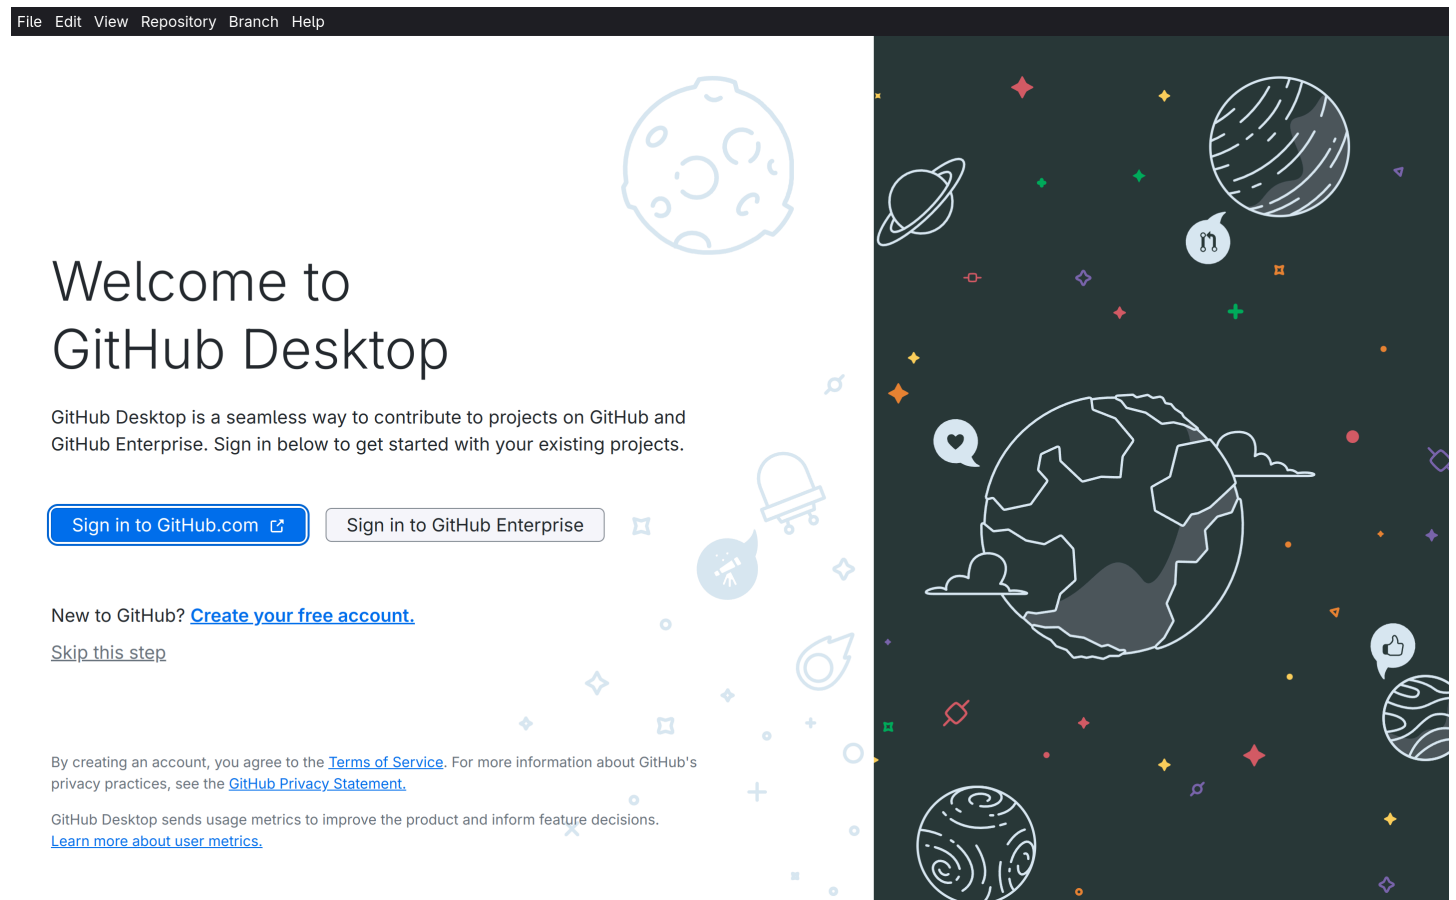 File Edit View Repository Branch Help
Welcome to
GitHub Desktop
GitHub Desktop is a seamless way to contribute to projects on GitHub and
GitHub Enterprise. Sign in below to get started with your existing projects.
Sign in to GitHub.com Sign in to GitHub Enterprise
New to GitHub? Create your free account.
Skip this step
By creating an account, you agree to the Terms of Service. For more information about GitHub's
privacy practices, see the GitHub Privacy Statement.
GitHub Desktop sends usage metrics to improve the product and inform feature decisions.
Learn more about user metrics.